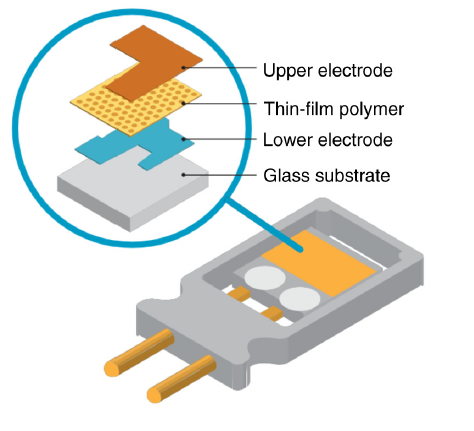 Upper electrode
Thin-film polymer
Lower electrode
Glass substrate